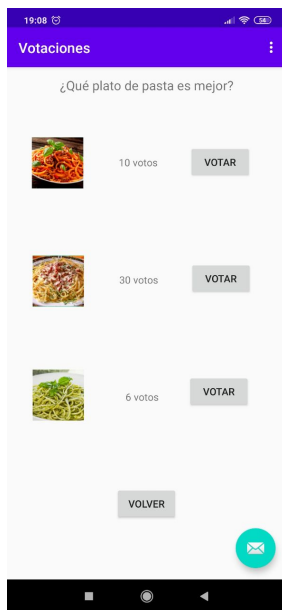 19:08
54
Votaciones
¿Qué plato de pasta es mejor?
10 votos VOTAR
30 votos VOTAR
6 votos VOTAR
VOLVER